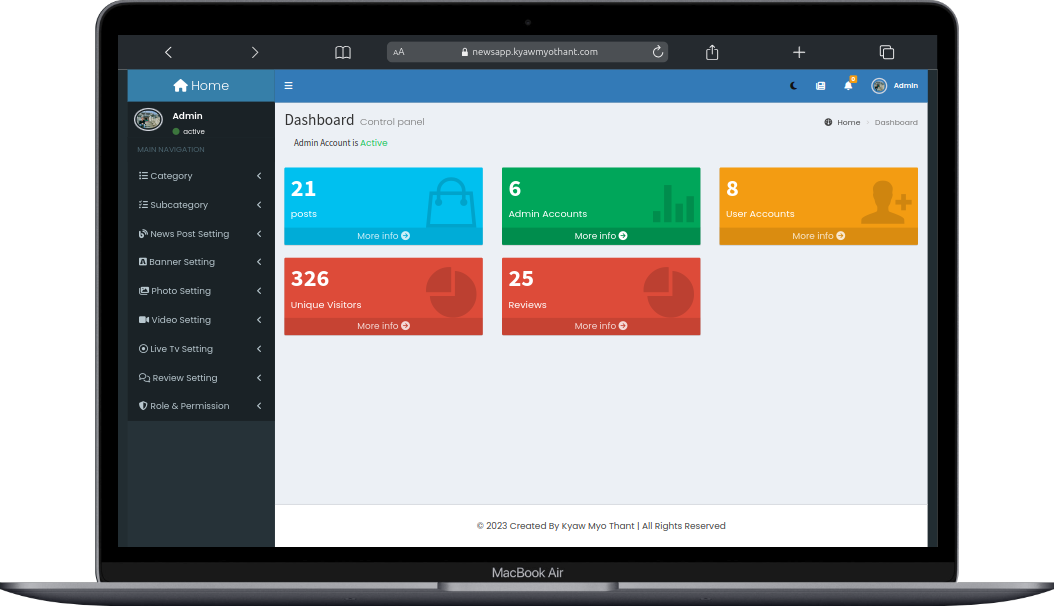 AA newsapp.kyawmyothant.com
Home
8 Admin
Admin
active
MAIN NAVIGATION
Category
Subcategory
News Post Setting
Banner Setting
Photo Setting
Video Setting
Live Tv Setting
Review Setting
Role & Permission
Dashboard Control panel
Home Dashboard
Admin Account is Active
21
posts
More info
6
Admin Accounts
More info
8
User Accounts
More info
326
Unique Visitors
More info
25
Reviews
More info
© 2023 Created By Kyaw Myo Thant | All Rights Reserved
MacBook Air